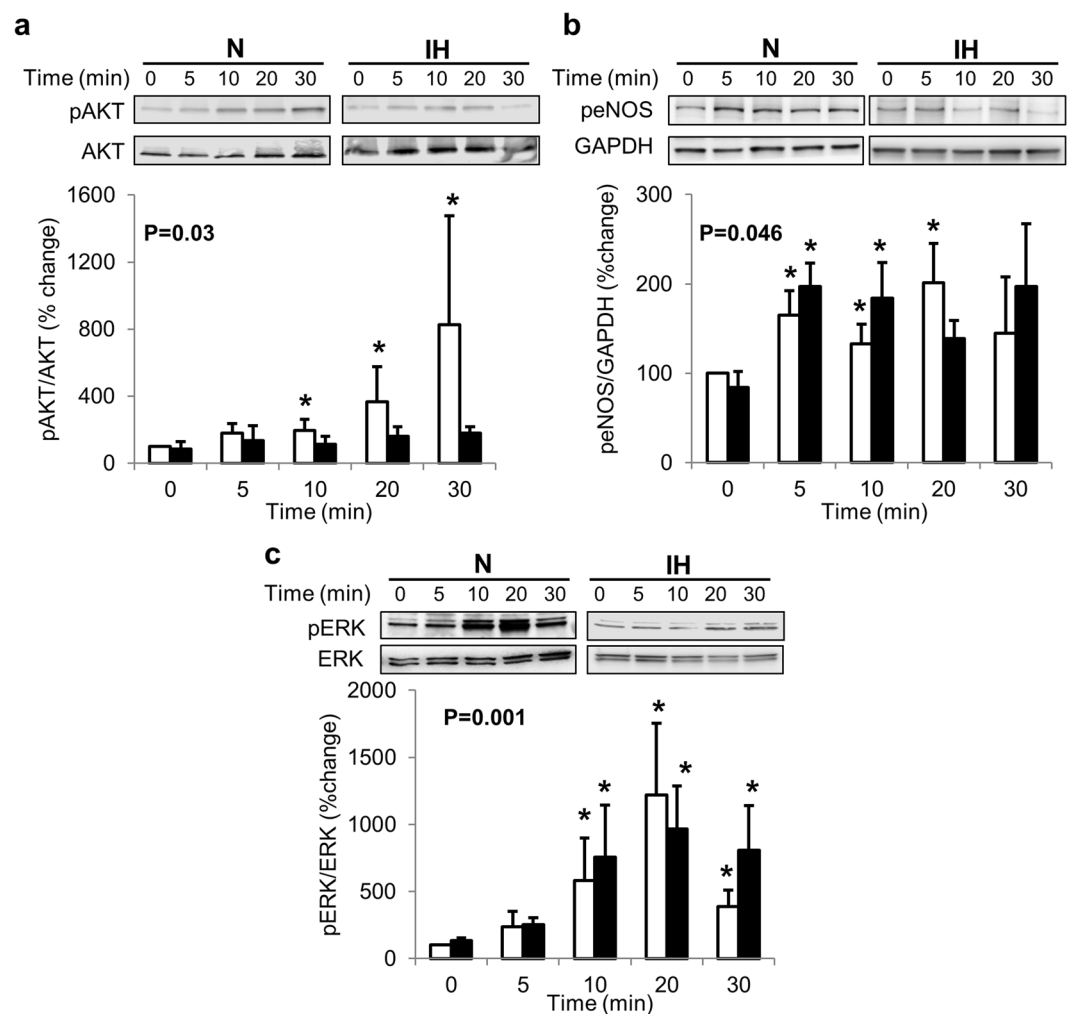 a
N IH
Time (min) 0 5 10 20 30 0 5 10 20 30
pAKT
AKT
pAKT/AKT (% change)
1600
1200
800
400
0
P=0.03
*
*
*
0 5 10 20 30
Time (min)
b
N IH
Time (min) 0 5 10 20 30 0 5 10 20 30
peNOS
GAPDH
peNOS/GAPDH (%change)
300
200
100
0
P=0.046
* * * * *
0 5 10 20 30
Time (min)
c
N IH
Time (min) 0 5 10 20 30 0 5 10 20 30
pERK
ERK
pERK/ERK (%change)
2000
1500
1000
500
0
P=0.001
* * * * * *
0 5 10 20 30
Time (min)